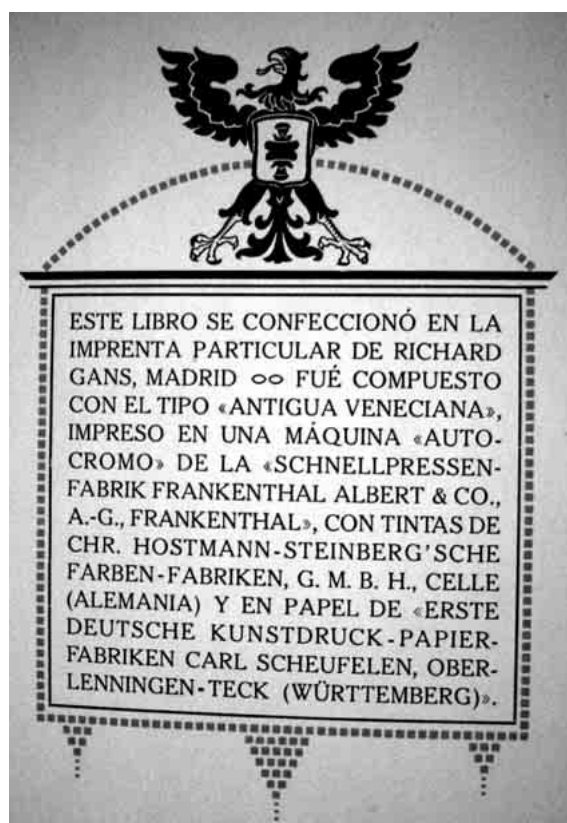 ESTE LIBRO SE CONFECCIONÓ EN LA
IMPRENTA PARTICULAR DE RICHARD
GANS, MADRID ∞ FUÉ COMPUESTO
CON EL TIPO «ANTIGUA VENECIANA»,
IMPRESO EN UNA MÁQUINA «AUTO-
CROMO» DE LA «SCHNELLPRESSEN-
FABRIK FRANKENTHAL ALBERT & CO.,
A.-G., FRANKENTHAL», CON TINTAS DE
CHR. HOSTMANN-STEINBERG'SCHE
FARBEN-FABRIKEN, G. M. B. H., CELLE
(ALEMANIA) Y EN PAPEL DE «ERSTE
DEUTSCHE KUNSTDRUCK-PAPIER-
FABRIKEN CARL SCHEUFELEN, OBER-
LENNINGEN-TECK (WÜRTTEMBERG)».